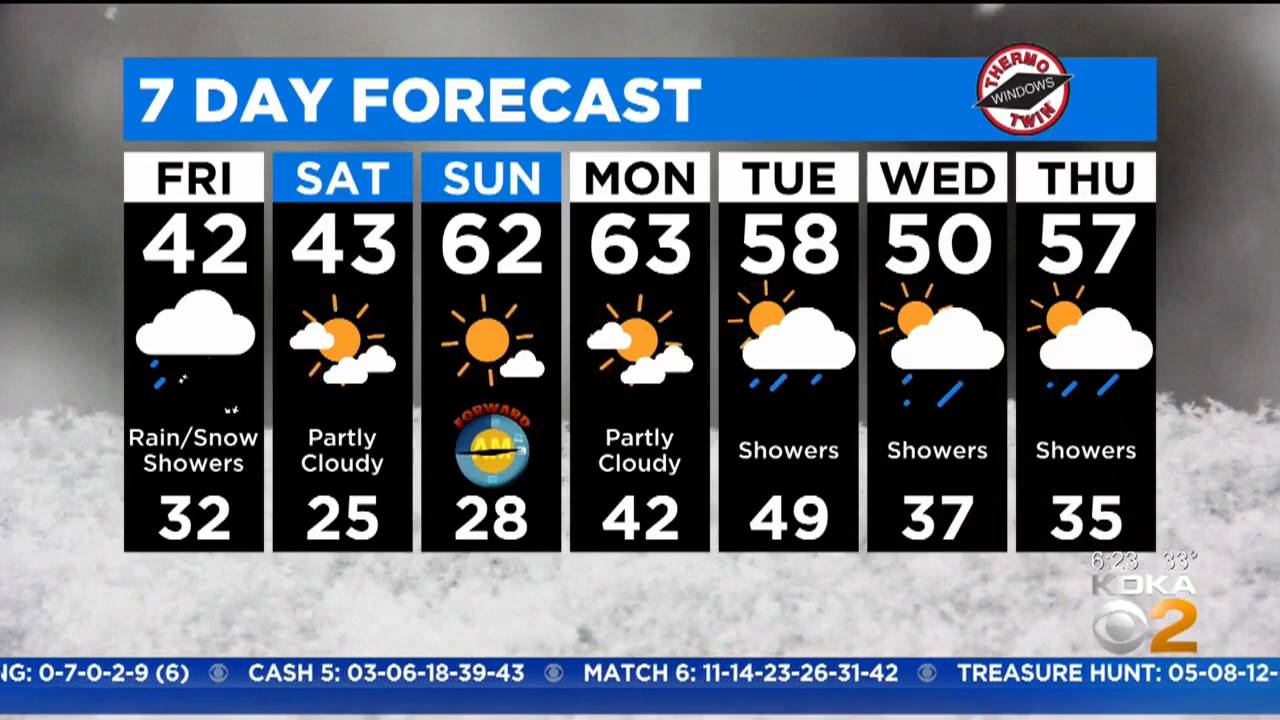 7 DAY FORECAST
THERMO
WINDOWS
TWIN
FRI SAT SUN MON TUE WED THU
42 43 62 63 58 50 57
FORWARD
AM
Rain/Snow
Showers
Partly
Cloudy
Partly
Cloudy
Showers
Showers
Showers
32 25 28 42 49 37 35
6:23 33°
KDKA
2
NG: 0-7-0-2-9 (6) CASH 5: 03-06-18-39-43 MATCH 6: 11-14-23-26-31-42 TREASURE HUNT: 05-08-12-